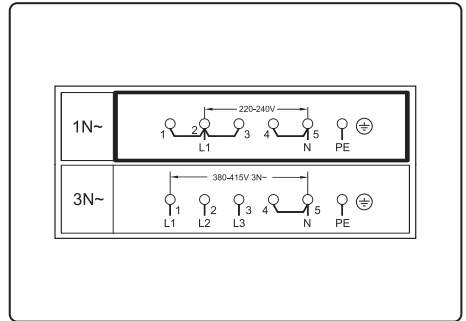 1N~
220-240V
1 2 3 4 5
L1 N PE
3N~
380-415V 3N~
1 2 3 4 5
L1 L2 L3 N PE